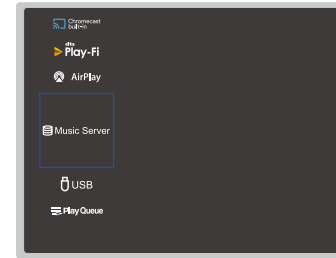 Chromecast
built-in
dts
Play-Fi
AirPlay
Music Server
USB
Play Queue